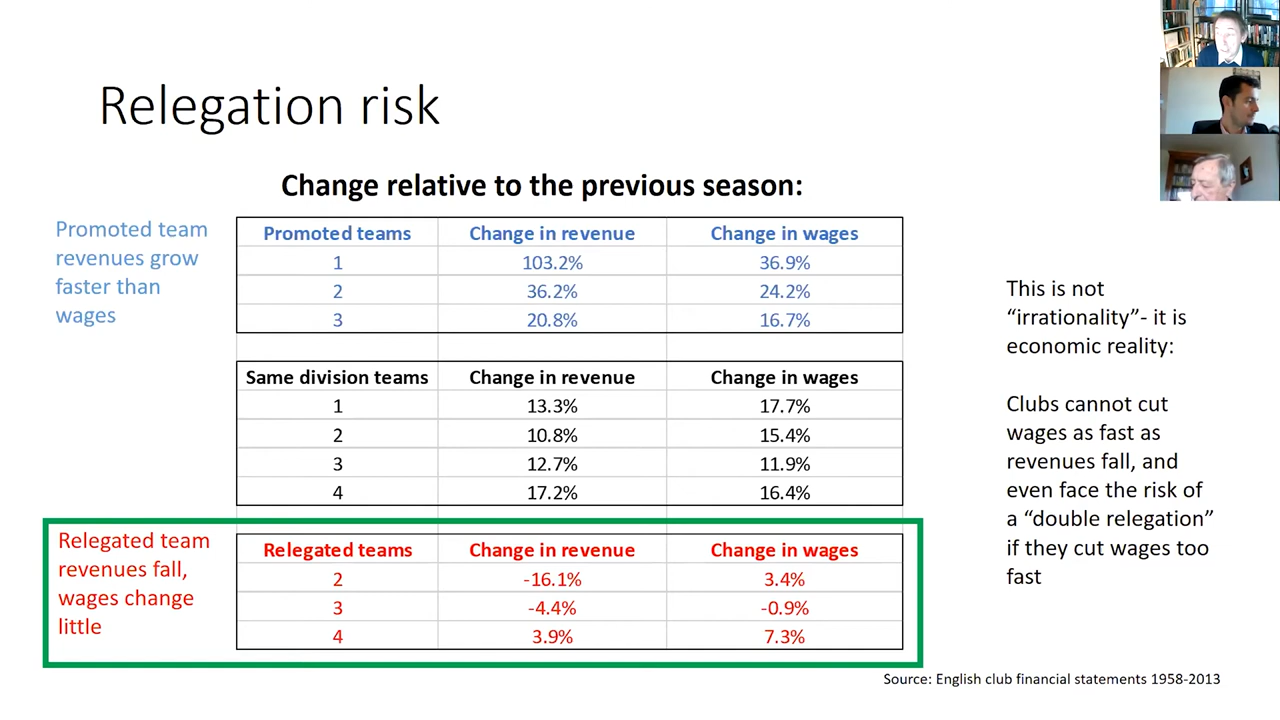 Relegation risk
Change relative to the previous season:
Promoted team
revenues grow
faster than
wages
Promoted teams Change in revenue Change in wages
1 103.2% 36.9%
2 36.2% 24.2%
3 20.8% 16.7%
Same division teams Change in revenue Change in wages
1 13.3% 17.7%
2 10.8% 15.4%
3 12.7% 11.9%
4 17.2% 16.4%
Relegated team
revenues fall,
wages change
little
Relegated teams Change in revenue Change in wages
2 -16.1% 3.4%
3 -4.4% -0.9%
4 3.9% 7.3%
This is not
“irrationality”- it is
economic reality:
Clubs cannot cut
wages as fast as
revenues fall, and
even face the risk of
a “double relegation”
if they cut wages too
fast
Source: English club financial statements 1958-2013